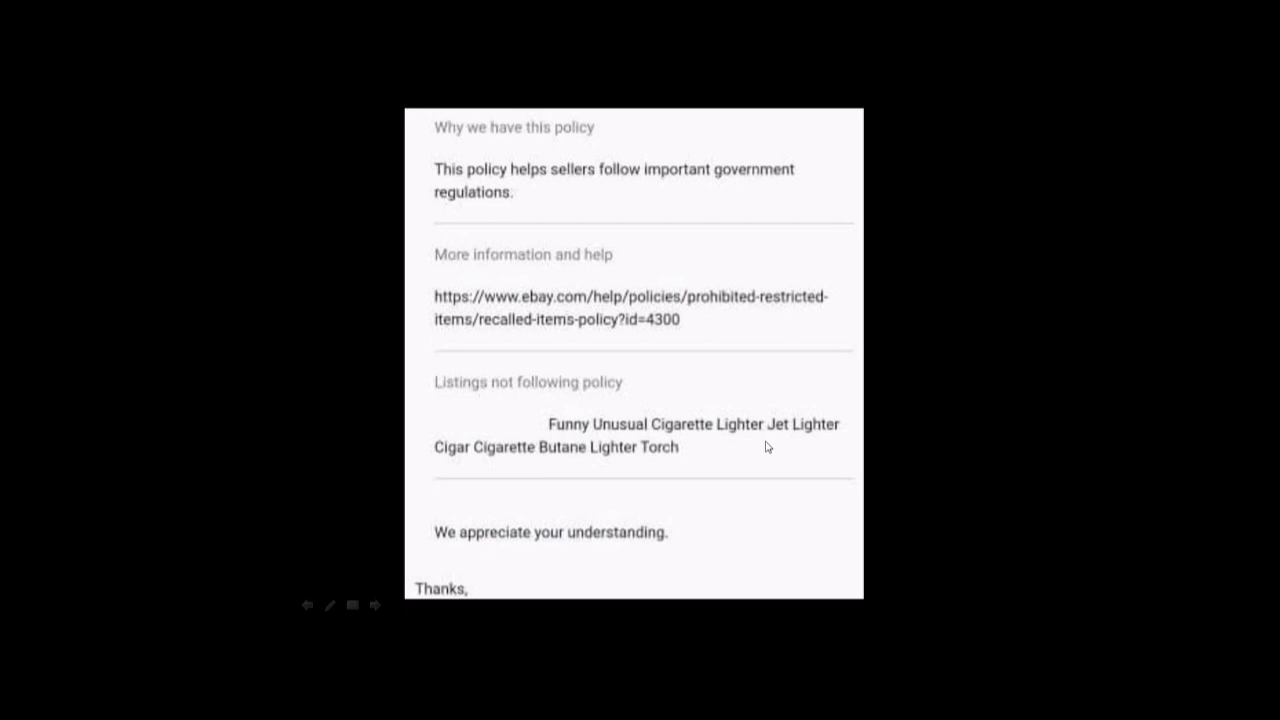 Why we have this policy
This policy helps sellers follow important government
regulations.
More information and help
https://www.ebay.com/help/policies/prohibited-restricted-
items/recalled-items-policy?id=4300
Listings not following policy
Funny Unusual Cigarette Lighter Jet Lighter
Cigar Cigarette Butane Lighter Torch
We appreciate your understanding.
Thanks,